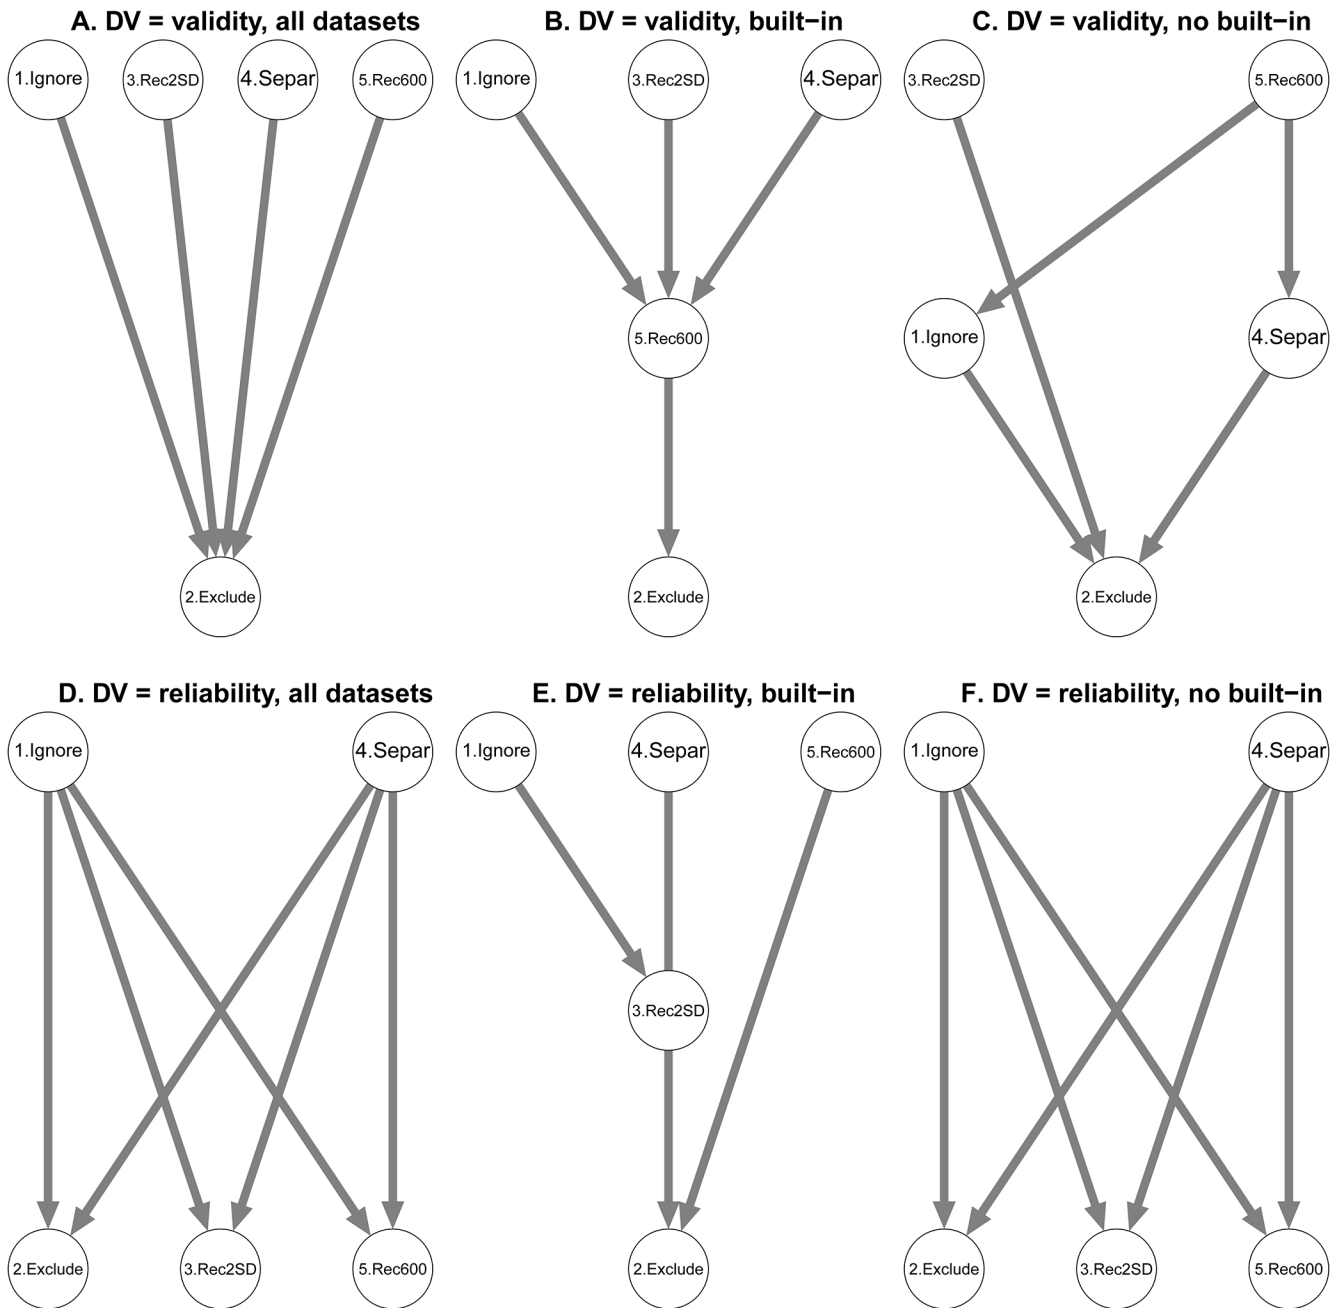 A. DV = validity, all datasets
1.Ignore
3.Rec2SD
4.Separ
5.Rec600
2.Exclude
B. DV = validity, built−in
1.Ignore
3.Rec2SD
4.Separ
5.Rec600
2.Exclude
C. DV = validity, no built−in
3.Rec2SD
5.Rec600
1.Ignore
4.Separ
2.Exclude
D. DV = reliability, all datasets
1.Ignore
4.Separ
2.Exclude
3.Rec2SD
5.Rec600
E. DV = reliability, built−in
1.Ignore
4.Separ
5.Rec600
3.Rec2SD
2.Exclude
F. DV = reliability, no built−in
1.Ignore
4.Separ
2.Exclude
3.Rec2SD
5.Rec600